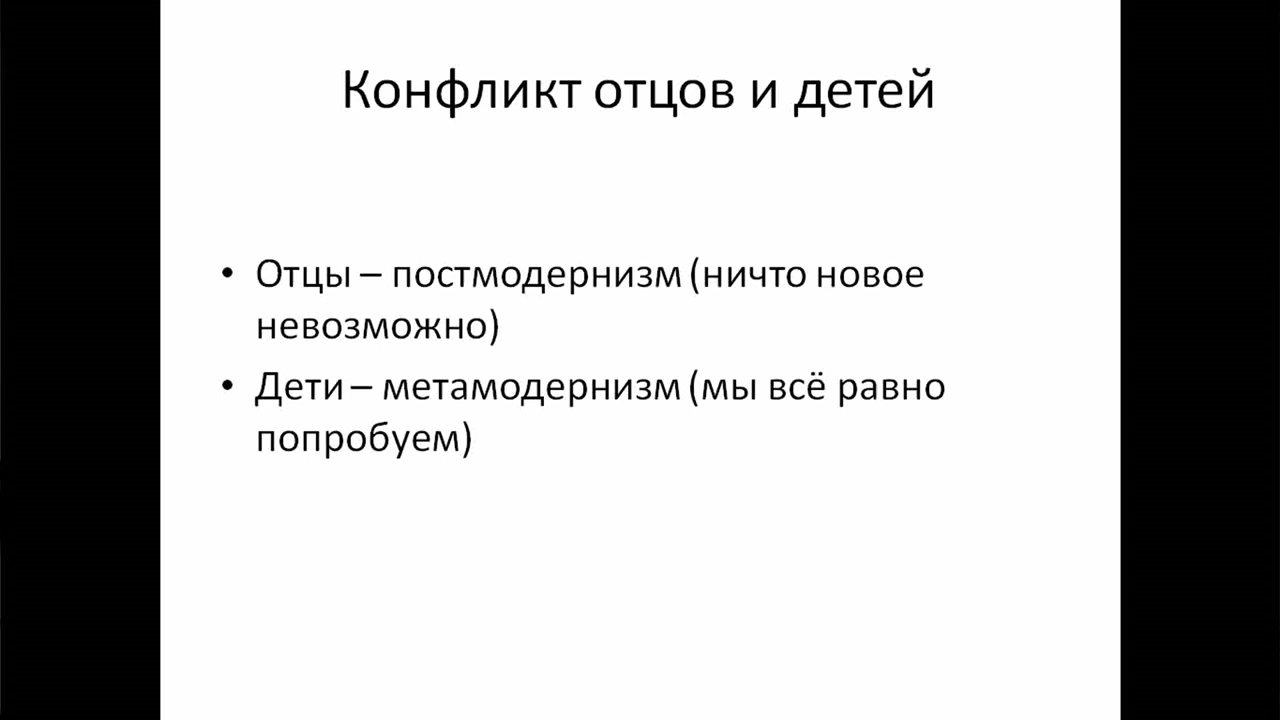 Конфликт отцов и детей
• Отцы – постмодернизм (ничто новое
невозможно)
• Дети – метамодернизм (мы всё равно
попробуем)